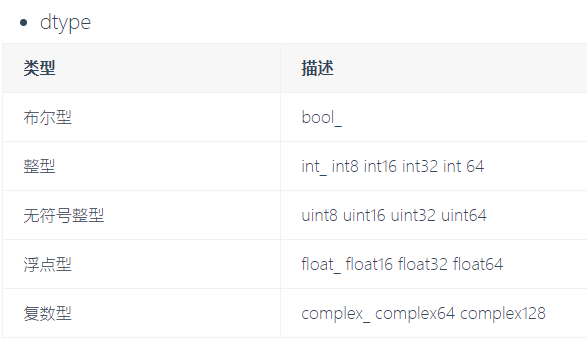 dtype
类型 描述
布尔型 bool_
整型 int_ int8 int16 int32 int 64
无符号整型 uint8 uint16 uint32 uint64
浮点型 float_ float16 float32 float64
复数型 complex_ complex64 complex128